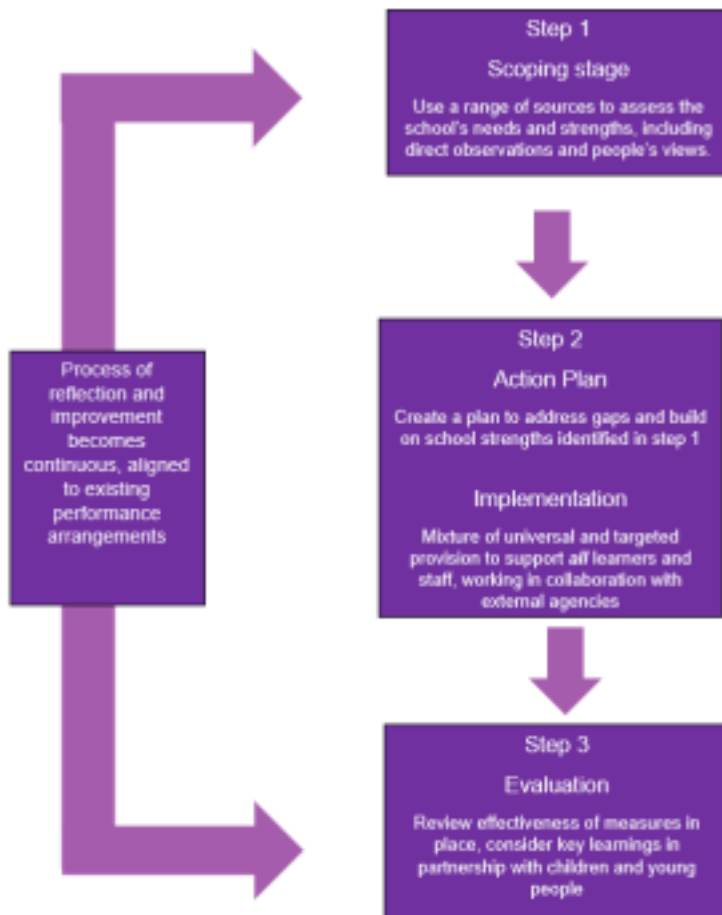 Step 1
Scoping stage
Use a range of sources to assess the
school's needs and strengths, including
direct observations and people's views.
Process of
reflection and
improvement
becomes
continuous, aligned
to existing
performance
arrangements
Step 2
Action Plan
Create a plan to address gaps and build
on school strengths identified in step 1
Implementation
Mixture of universal and targeted
provision to support all learners and
staff, working in collaboration with
external agencies
Step 3
Evaluation
Review effectiveness of measures in
place, consider key learnings in
partnership with children and young
people